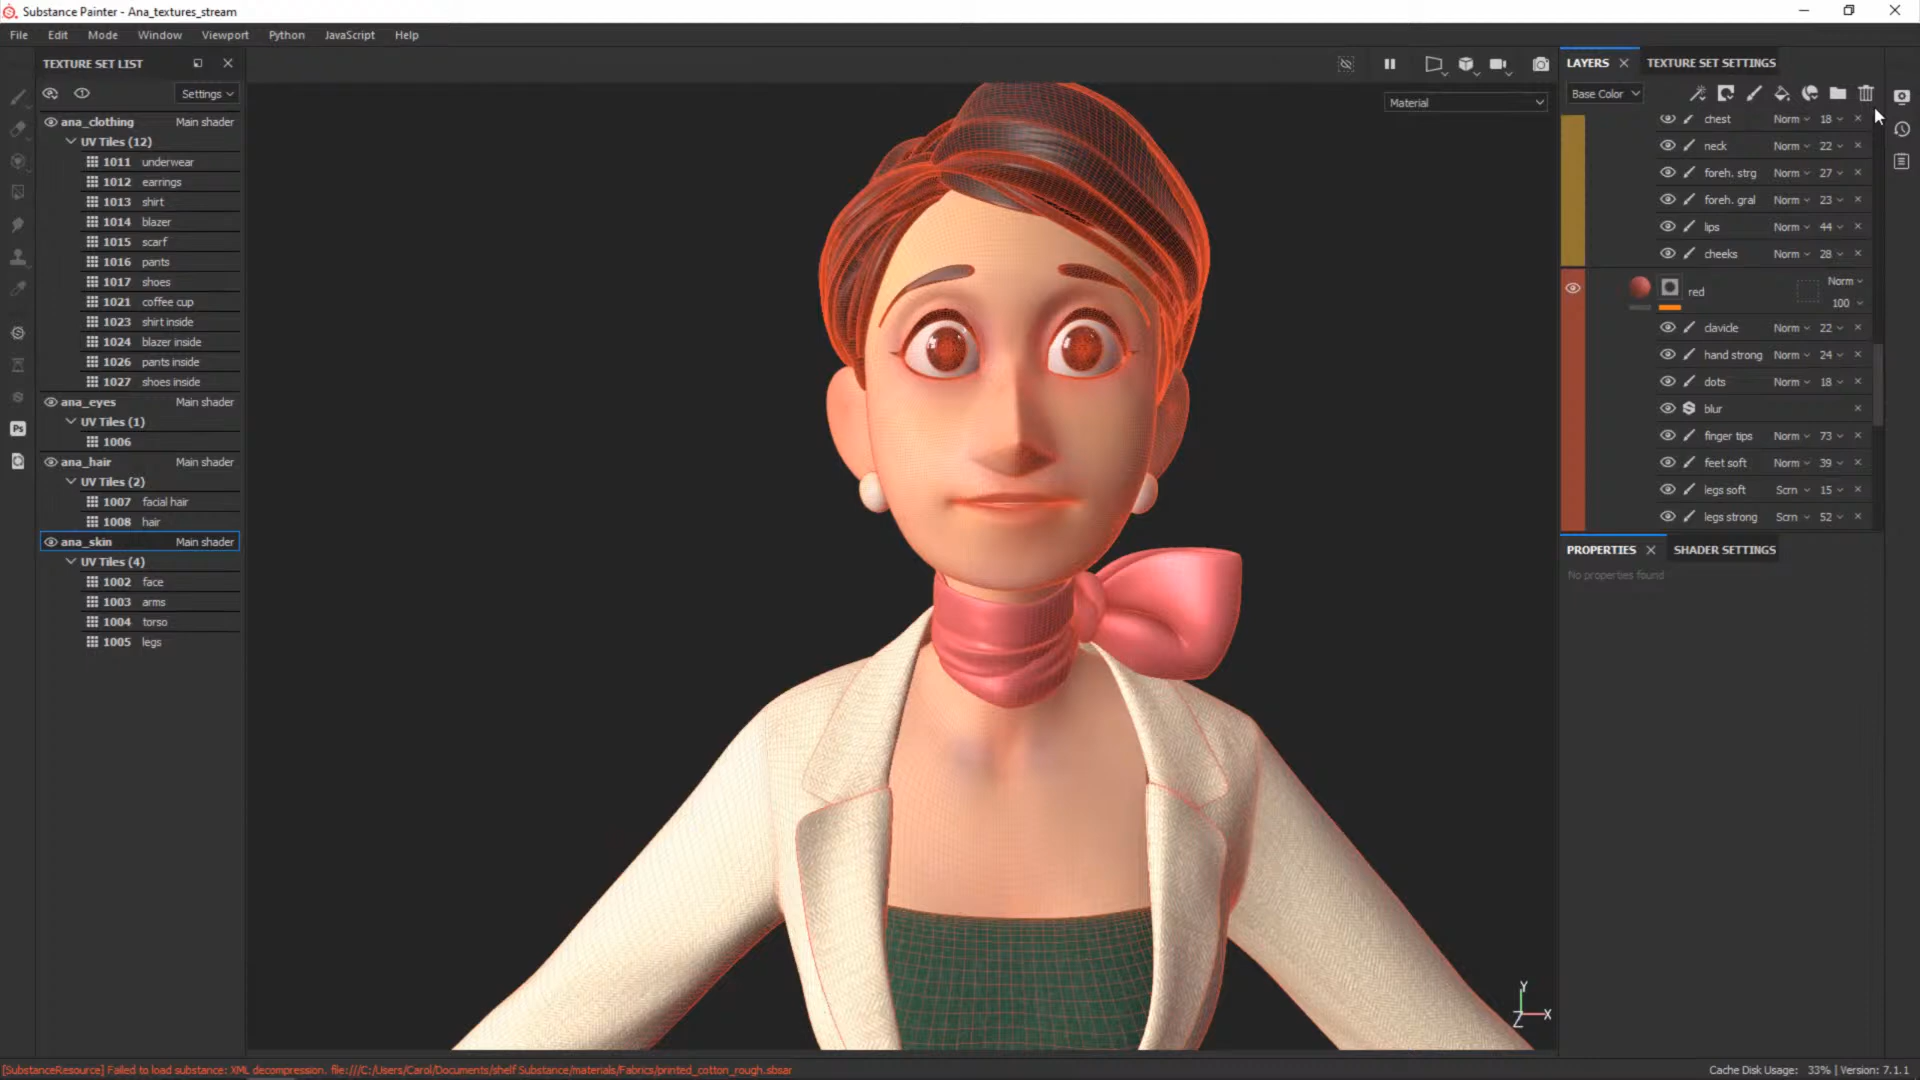 Substance Painter - Ana_textures_stream
File Edit Mode Window Viewport Python JavaScript Help
TEXTURE SET LIST
Settings
ana_clothing Main shader
UV Tiles (12)
1011 underwear
1012 earrings
1013 shirt
1014 blazer
1015 scarf
1016 pants
1017 shoes
1021 coffee cup
1023 shirt inside
1024 blazer inside
1026 pants inside
1027 shoes inside
ana_eyes Main shader
UV Tiles (1)
1006
ana_hair Main shader
UV Tiles (2)
1007 facial hair
1008 hair
ana_skin Main shader
UV Tiles (4)
1002 face
1003 arms
1004 torso
1005 legs
Ps
Material
Y
Z X
LAYERS TEXTURE SET SETTINGS
Base Color
chest Norm 18
neck Norm 22
foreh. strg Norm 27
foreh. gral Norm 23
lips Norm 44
cheeks Norm 28
red Norm
100
clavicle Norm 22
hand strong Norm 24
dots Norm 18
blur
finger tips Norm 73
feet soft Norm 39
legs soft Scrn 15
legs strong Scrn 52
PROPERTIES SHADER SETTINGS
No properties found
[SubstanceResource] Failed to load substance: XML decompression. file:///C:/Users/Carol/Documents/shelf Substance/materials/Fabrics/printed_cotton_rough.sbsar
Cache Disk Usage: 33% | Version: 7.1.1